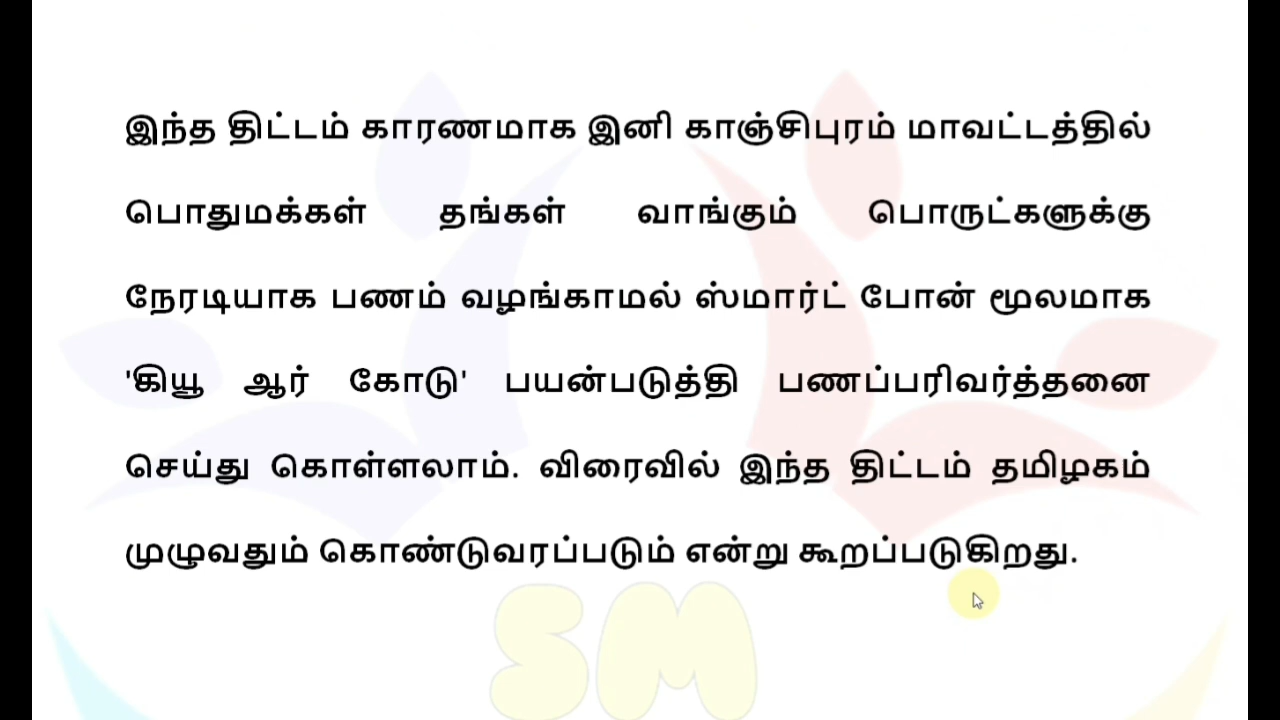 இந்த திட்டம் காரணமாக இனி காஞ்சிபுரம் மாவட்டத்தில்
பொதுமக்கள் தங்கள் வாங்கும் பொருட்களுக்கு
நேரடியாக பணம் வழங்காமல் ஸ்மார்ட் போன் மூலமாக
'கியூ ஆர் கோடு' பயன்படுத்தி பணப்பரிவர்த்தனை
செய்து கொள்ளலாம். விரைவில் இந்த திட்டம் தமிழகம்
முழுவதும் கொண்டுவரப்படும் என்று கூறப்படுகிறது.
SM